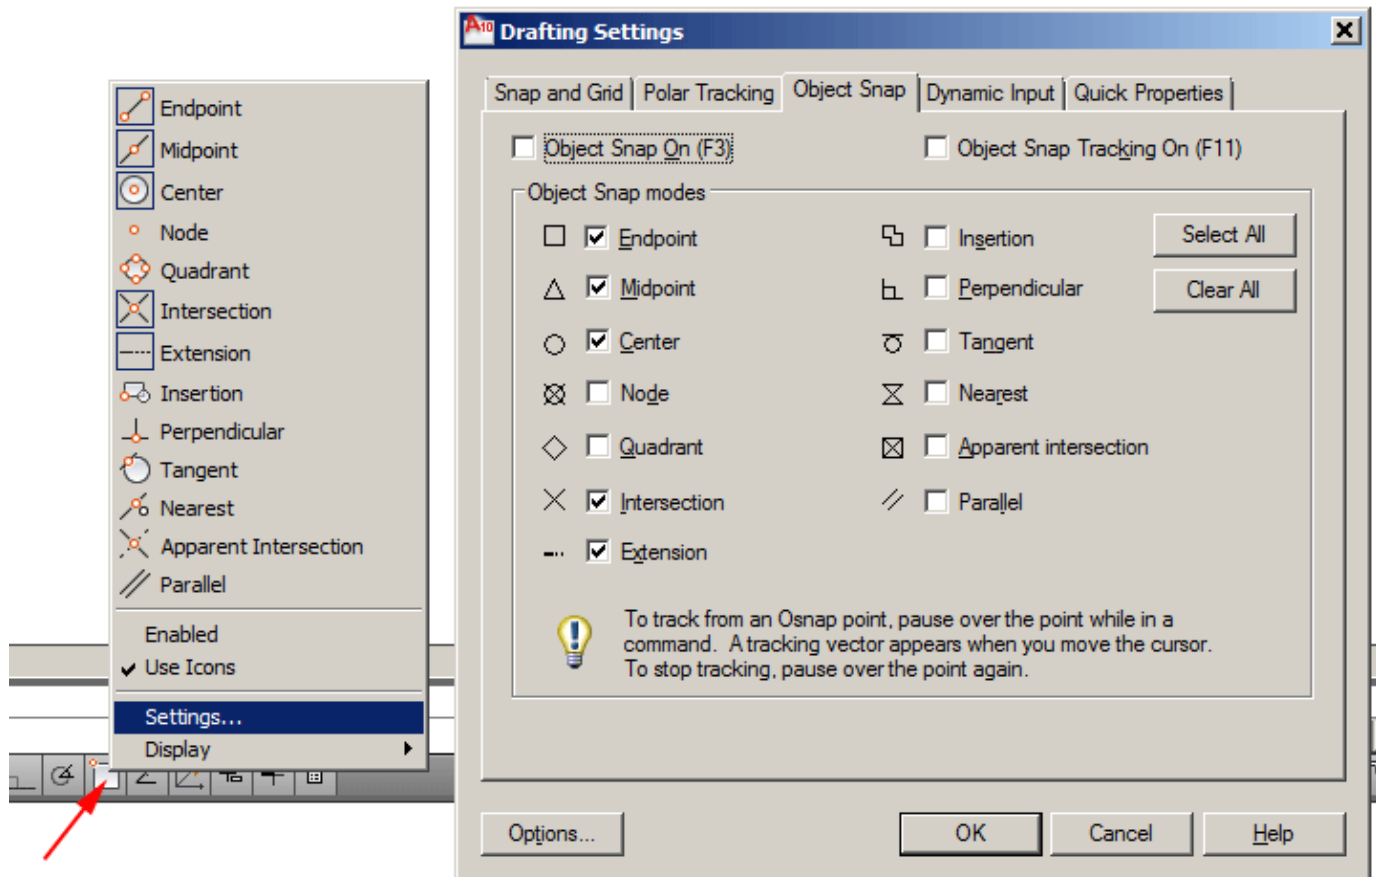 Endpoint
Midpoint
Center
Node
Quadrant
Intersection
Extension
Insertion
Perpendicular
Tangent
Nearest
Apparent Intersection
Parallel
Enabled
Use Icons
Settings...
Display
A10 Drafting Settings
Snap and Grid Polar Tracking Object Snap Dynamic Input Quick Properties
Object Snap On (F3) Object Snap Tracking On (F11)
Object Snap modes
Endpoint Insertion Select All
Midpoint Perpendicular Clear All
Center Tangent
Node Nearest
Quadrant Apparent intersection
Intersection Parallel
Extension
To track from an Osnap point, pause over the point while in a
command. A tracking vector appears when you move the cursor.
To stop tracking, pause over the point again.
Options... OK Cancel Help